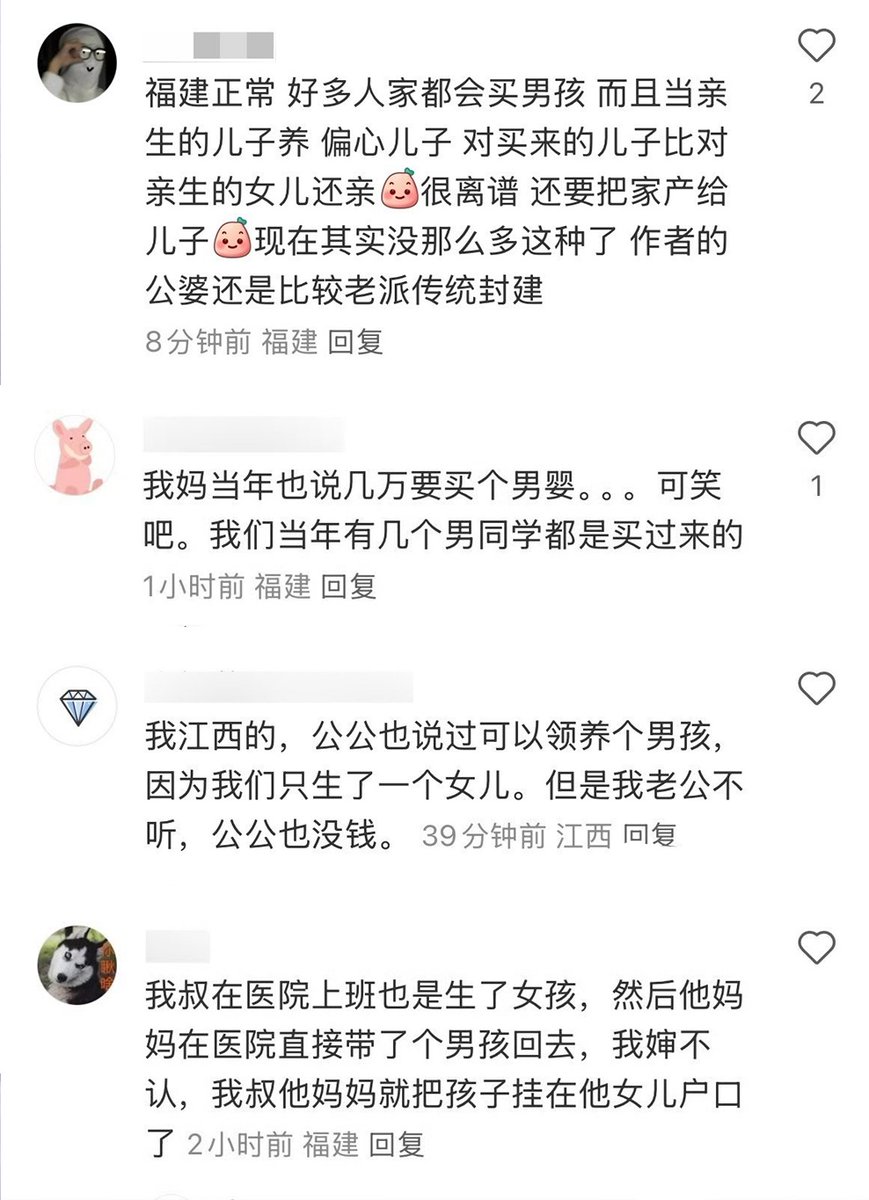 福建正常 好多人家都会买男孩 而且当亲
生的儿子养 偏心儿子 对买来的儿子比对
亲生的女儿还亲很离谱 还要把家产给
儿子现在其实没那么多这种了 作者的
公婆还是比较老派传统封建
8分钟前 福建 回复
2
我妈当年也说几万要买个男婴。。。可笑
吧。我们当年有几个男同学都是买过来的
1小时前 福建 回复
1
我江西的，公公也说过可以领养个男孩，
因为我们只生了一个女儿。但是我老公不
听，公公也没钱。 39分钟前 江西 回复
我叔在医院上班也是生了女孩，然后他妈
妈在医院直接带了个男孩回去，我婶不
认，我叔他妈妈就把孩子挂在他女儿户口
了 2小时前 福建 回复